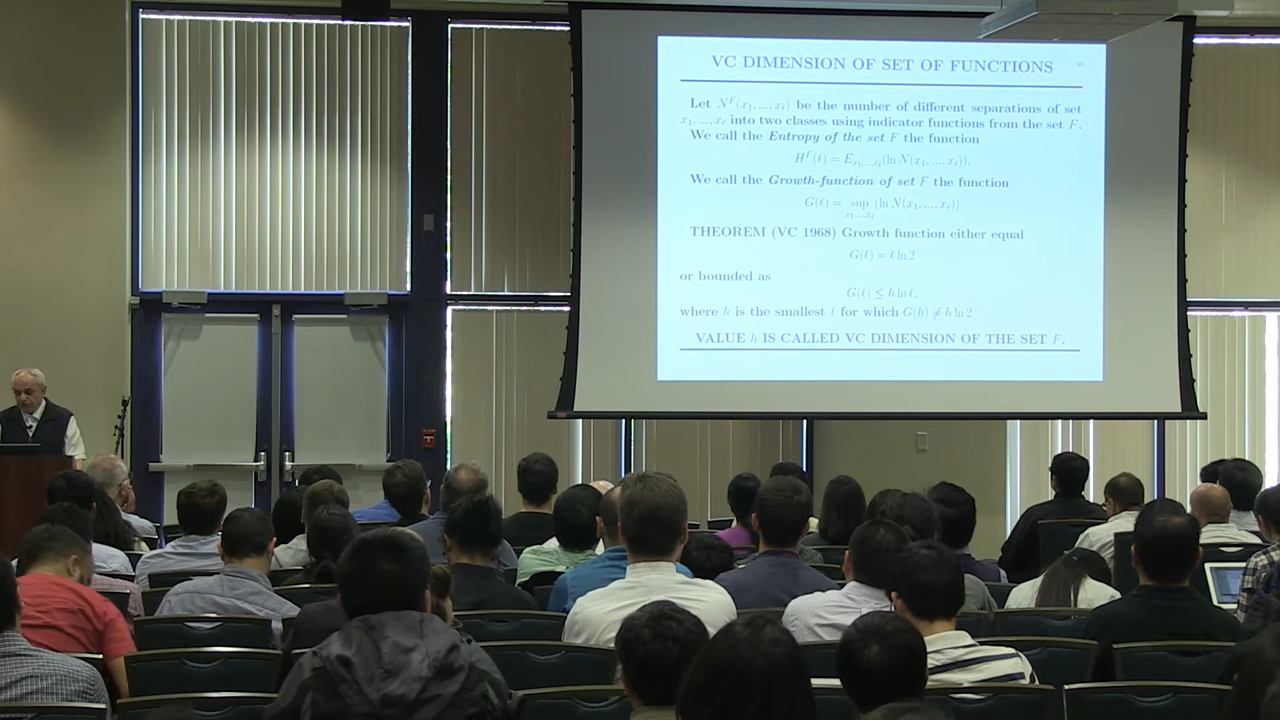 VC DIMENSION OF SET OF FUNCTIONS
Let N^F(x_1, ..., x_ℓ) be the number of different separations of set
x_1, ..., x_ℓ into two classes using indicator functions from the set F.
We call the Entropy of the set F the function
H^F(ℓ) = E_{x_1,...,x_ℓ}(ln N(x_1, ..., x_ℓ)).
We call the Growth-function of set F the function
G(ℓ) = sup_{x_1,...,x_ℓ}(ln N(x_1, ..., x_ℓ))
THEOREM (VC 1968) Growth function either equal
G(ℓ) = ℓ ln 2
or bounded as
G(ℓ) ≤ h ln ℓ,
where h is the smallest ℓ for which G(h) ≠ h ln 2
VALUE h IS CALLED VC DIMENSION OF THE SET F.